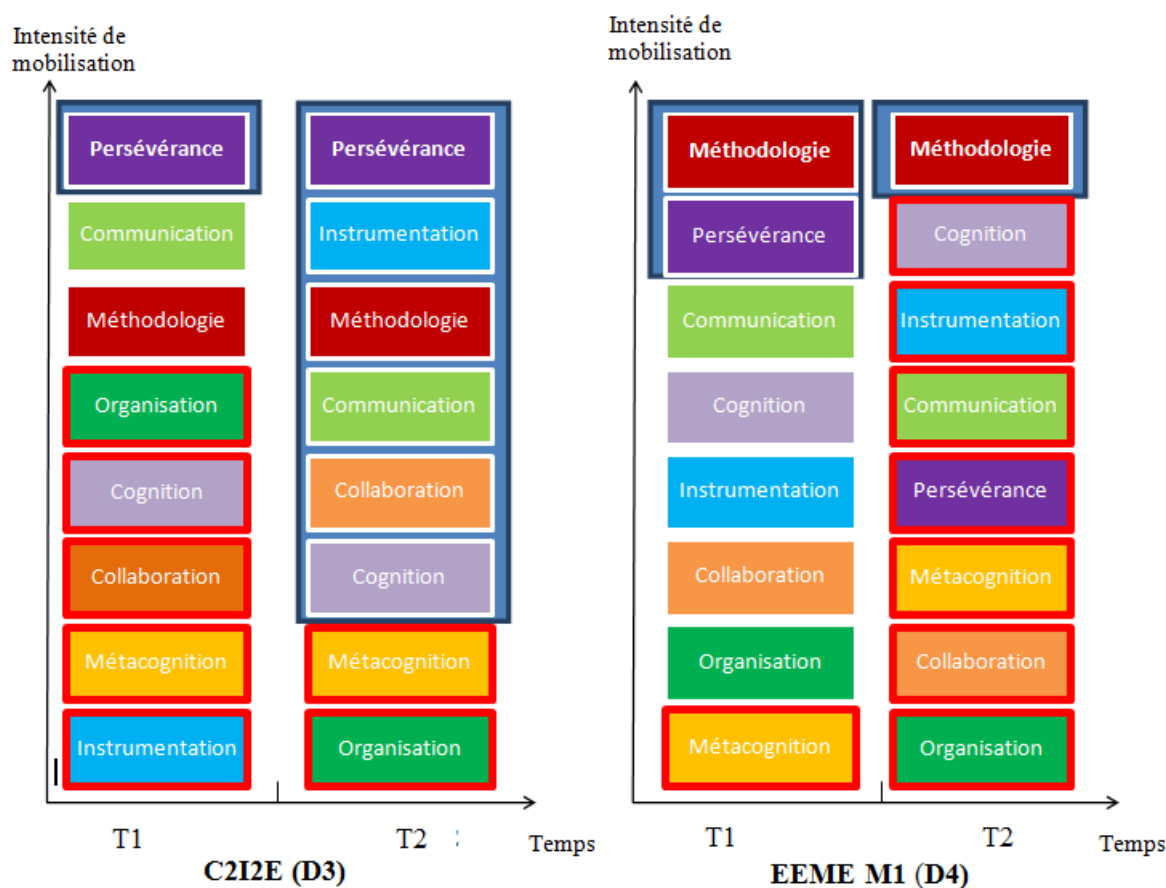 Intensité de
mobilisation
Persévérance
Communication
Méthodologie
Organisation
Cognition
Collaboration
Métacognition
Instrumentation
Persévérance
Instrumentation
Méthodologie
Communication
Collaboration
Cognition
Métacognition
Organisation
T1
T2
:
Temps
C2I2E (D3)
Intensité de
mobilisation
Méthodologie
Persévérance
Communication
Cognition
Instrumentation
Collaboration
Organisation
Métacognition
Méthodologie
Cognition
Instrumentation
Communication
Persévérance
Métacognition
Collaboration
Organisation
T1
T2
Temps
EEME M1 (D4)